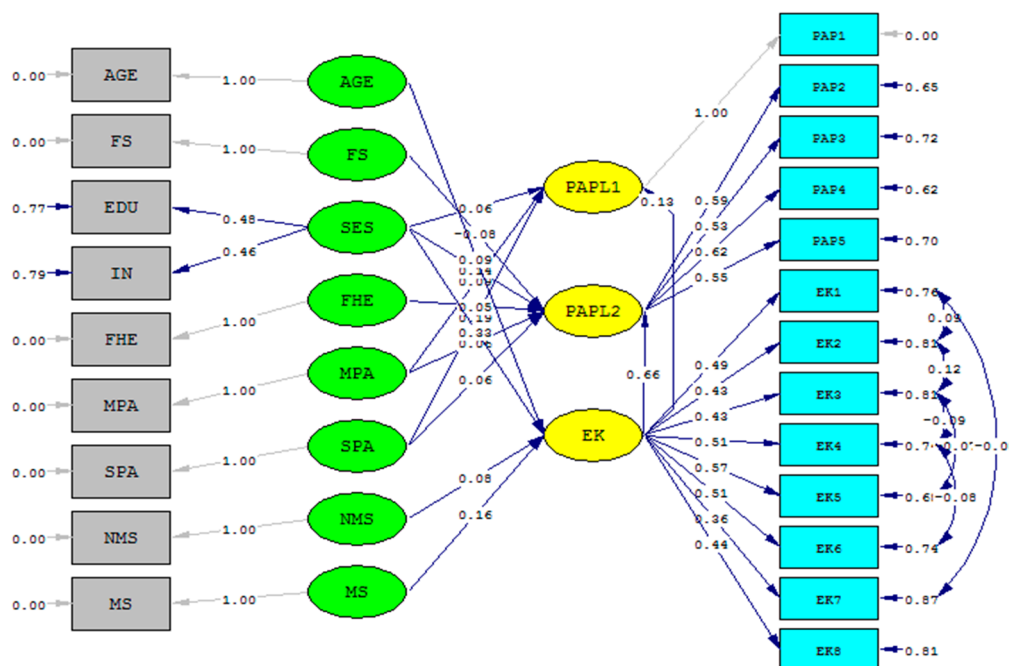 0.00
AGE
1.00
AGE
0.00
FS
1.00
FS
0.77
EDU
0.48
SES
0.79
IN
0.46
0.00
FHE
1.00
FHE
0.00
MPA
1.00
MPA
0.00
SPA
1.00
SPA
0.00
NMS
1.00
NMS
0.00
MS
1.00
MS
0.06
-0.08
0.09
0.05
0.19
0.33
0.06
0.08
0.16
PAPL1
PAPL2
EK
0.13
0.66
1.00
0.59
0.53
0.62
0.55
0.49
0.43
0.43
0.51
0.57
0.51
0.36
0.44
PAP1
0.00
PAP2
0.65
PAP3
0.72
PAP4
0.62
PAP5
0.70
EK1
0.76
0.09
EK2
0.81
0.12
EK3
0.81
-0.09
EK4
EK5
-0.08
EK6
0.74
EK7
0.87
EK8
0.81